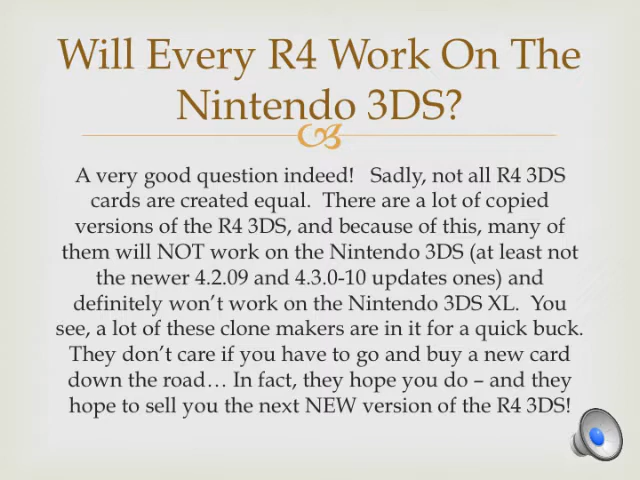 Will Every R4 Work On The
Nintendo 3DS?
A very good question indeed!   Sadly, not all R4 3DS
cards are created equal.  There are a lot of copied
versions of the R4 3DS, and because of this, many of
them will NOT work on the Nintendo 3DS (at least not
the newer 4.2.09 and 4.3.0-10 updates ones) and
definitely won't work on the Nintendo 3DS XL.  You
see, a lot of these clone makers are in it for a quick buck.
They don't care if you have to go and buy a new card
down the road… In fact, they hope you do – and they
hope to sell you the next NEW version of the R4 3DS!